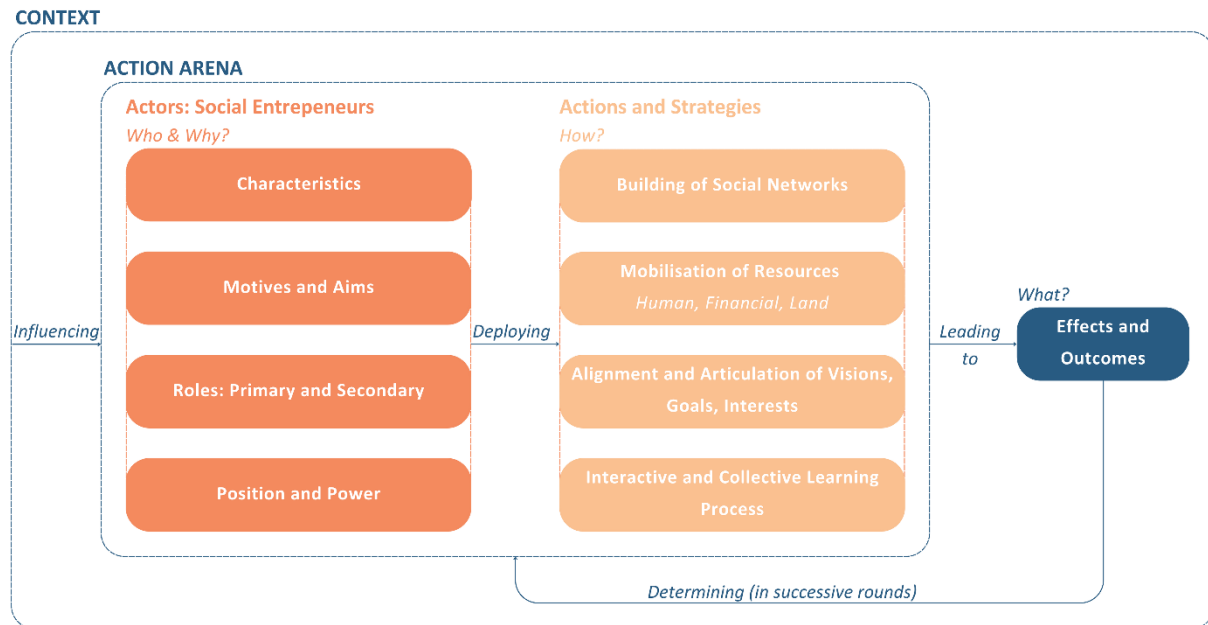 CONTEXT
ACTION ARENA
Actors: Social Entrepeneurs
Who & Why?
Characteristics
Motives and Aims
Roles: Primary and Secondary
Position and Power
Influencing
Deploying
Actions and Strategies
How?
Building of Social Networks
Mobilisation of Resources
Human, Financial, Land
Alignment and Articulation of Visions,
Goals, Interests
Interactive and Collective Learning
Process
Leading
to
What?
Effects and
Outcomes
Determining (in successive rounds)